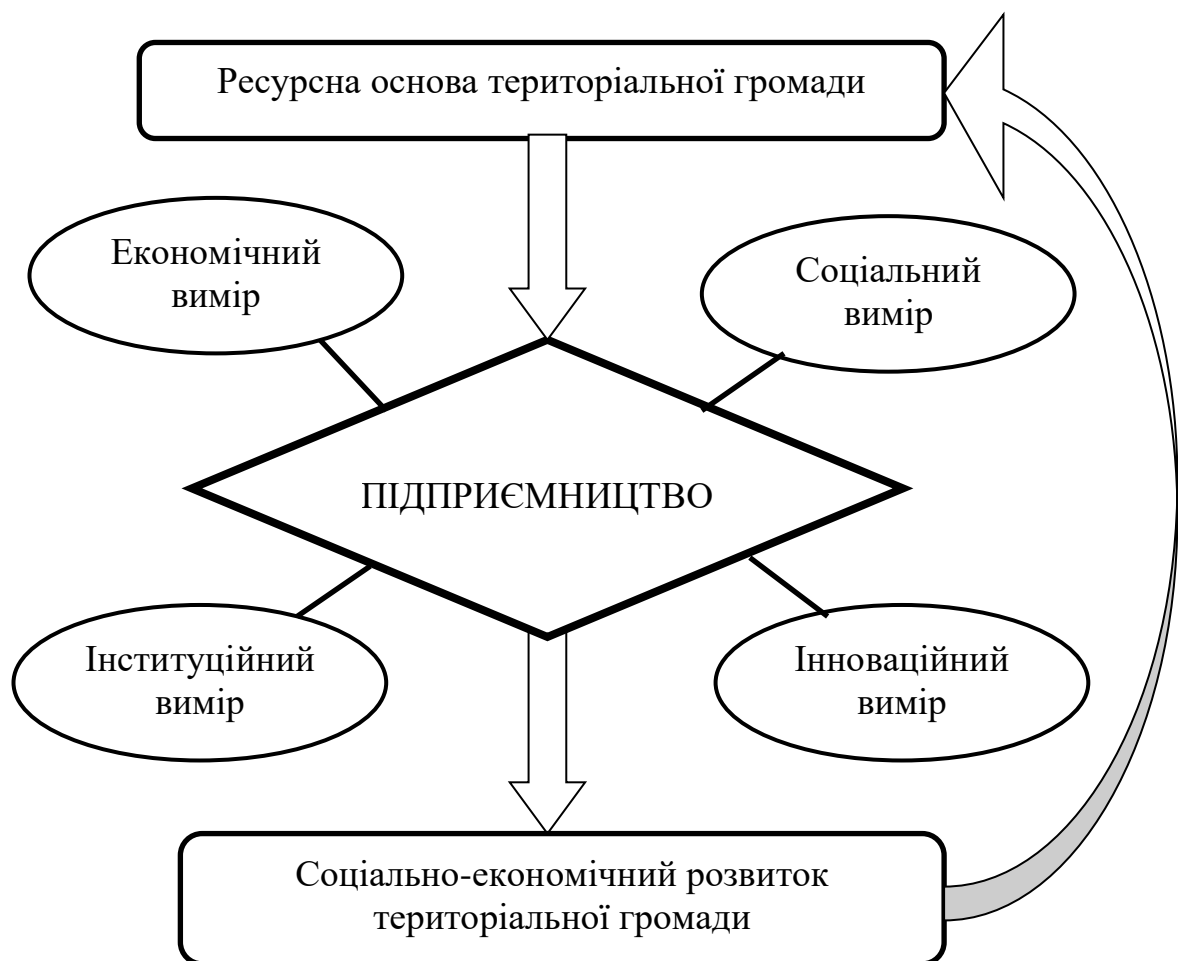 Ресурсна основа територіальної громади
Економічний
вимір
Соціальний
вимір
ПІДПРИЄМНИЦТВО
Інституційний
вимір
Інноваційний
вимір
Соціально-економічний розвиток
територіальної громади